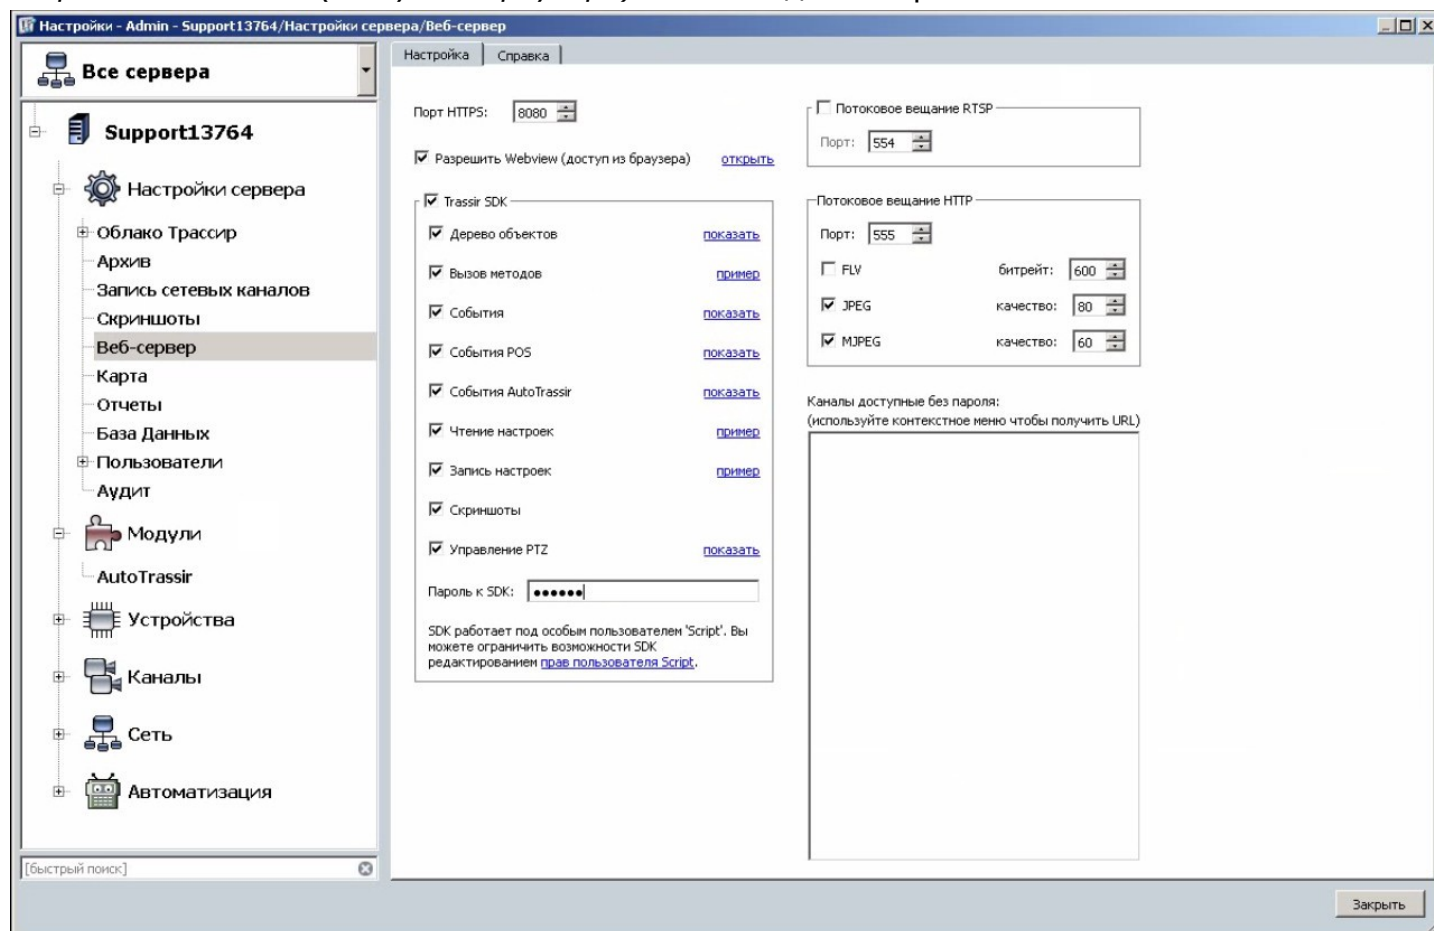 Настройки - Admin - Support13764/Настройки сервера/Веб-сервер
Все сервера
Support13764
Настройки сервера
Облако Трассир
Архив
Запись сетевых каналов
Скриншоты
Веб-сервер
Карта
Отчеты
База Данных
Пользователи
Аудит
Модули
AutoTrassir
Устройства
Каналы
Сеть
Автоматизация
[быстрый поиск]
Настройка Справка
Порт HTTPS: 8080
Разрешить Webview (доступ из браузера) открыть
Trassir SDK
Дерево объектов показать
Вызов методов пример
События показать
События POS показать
События AutoTrassir показать
Чтение настроек пример
Запись настроек пример
Скриншоты
Управление PTZ показать
Пароль к SDK: ●●●●●●
SDK работает под особым пользователем 'Script'. Вы
можете ограничить возможности SDK
редактированием прав пользователя Script.
Потоковое вещание RTSP
Порт: 554
Потоковое вещание HTTP
Порт: 555
FLV битрейт: 600
JPEG качество: 80
MJPEG качество: 60
Каналы доступные без пароля:
(используйте контекстное меню чтобы получить URL)
Закрыть